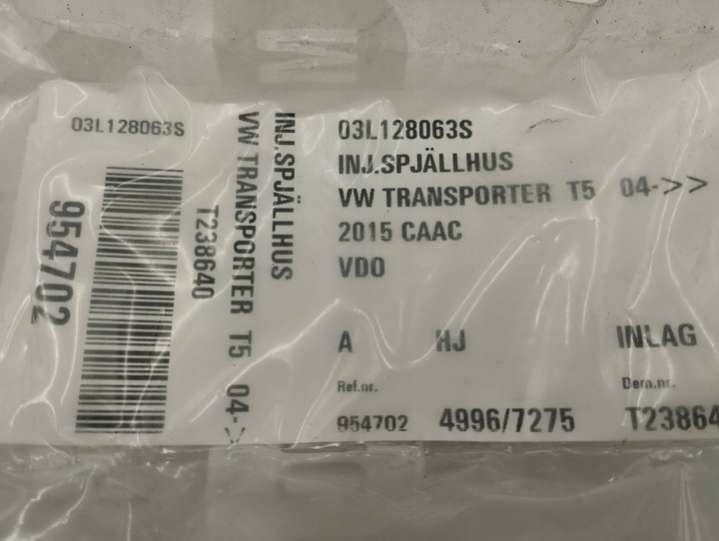 03L128063S
954702
T238640
VW TRANSPORTER T5 04->
INJ.SPJÄLLHUS
03L128063S
INJ.SPJÄLLHUS
VW TRANSPORTER T5 04->>
2015 CAAC
VDO
A HJ INLAG
Ref.nr. Dem.nr.
954702 4996/7275 T23864